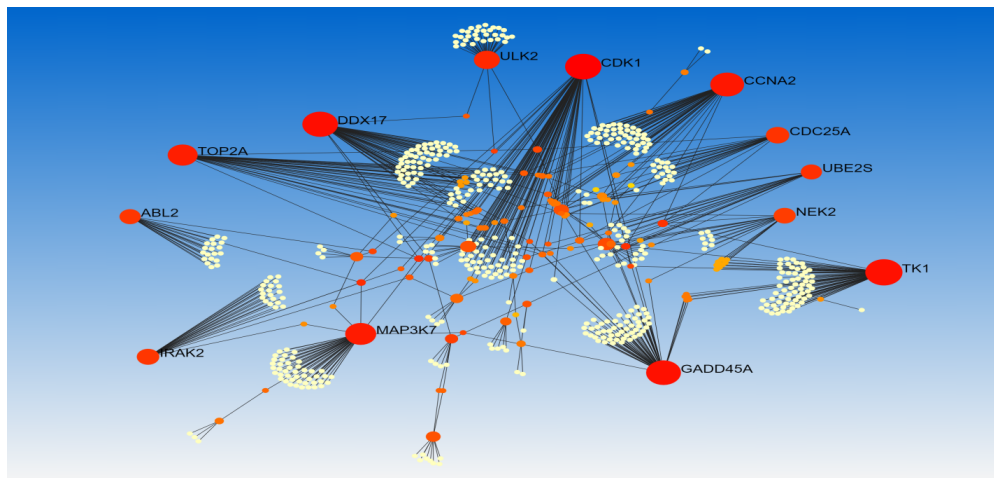 ULK2
CDK1
CCNA2
DDX17
CDC25A
TOP2A
UBE2S
ABL2
NEK2
TK1
MAP3K7
IRAK2
GADD45A